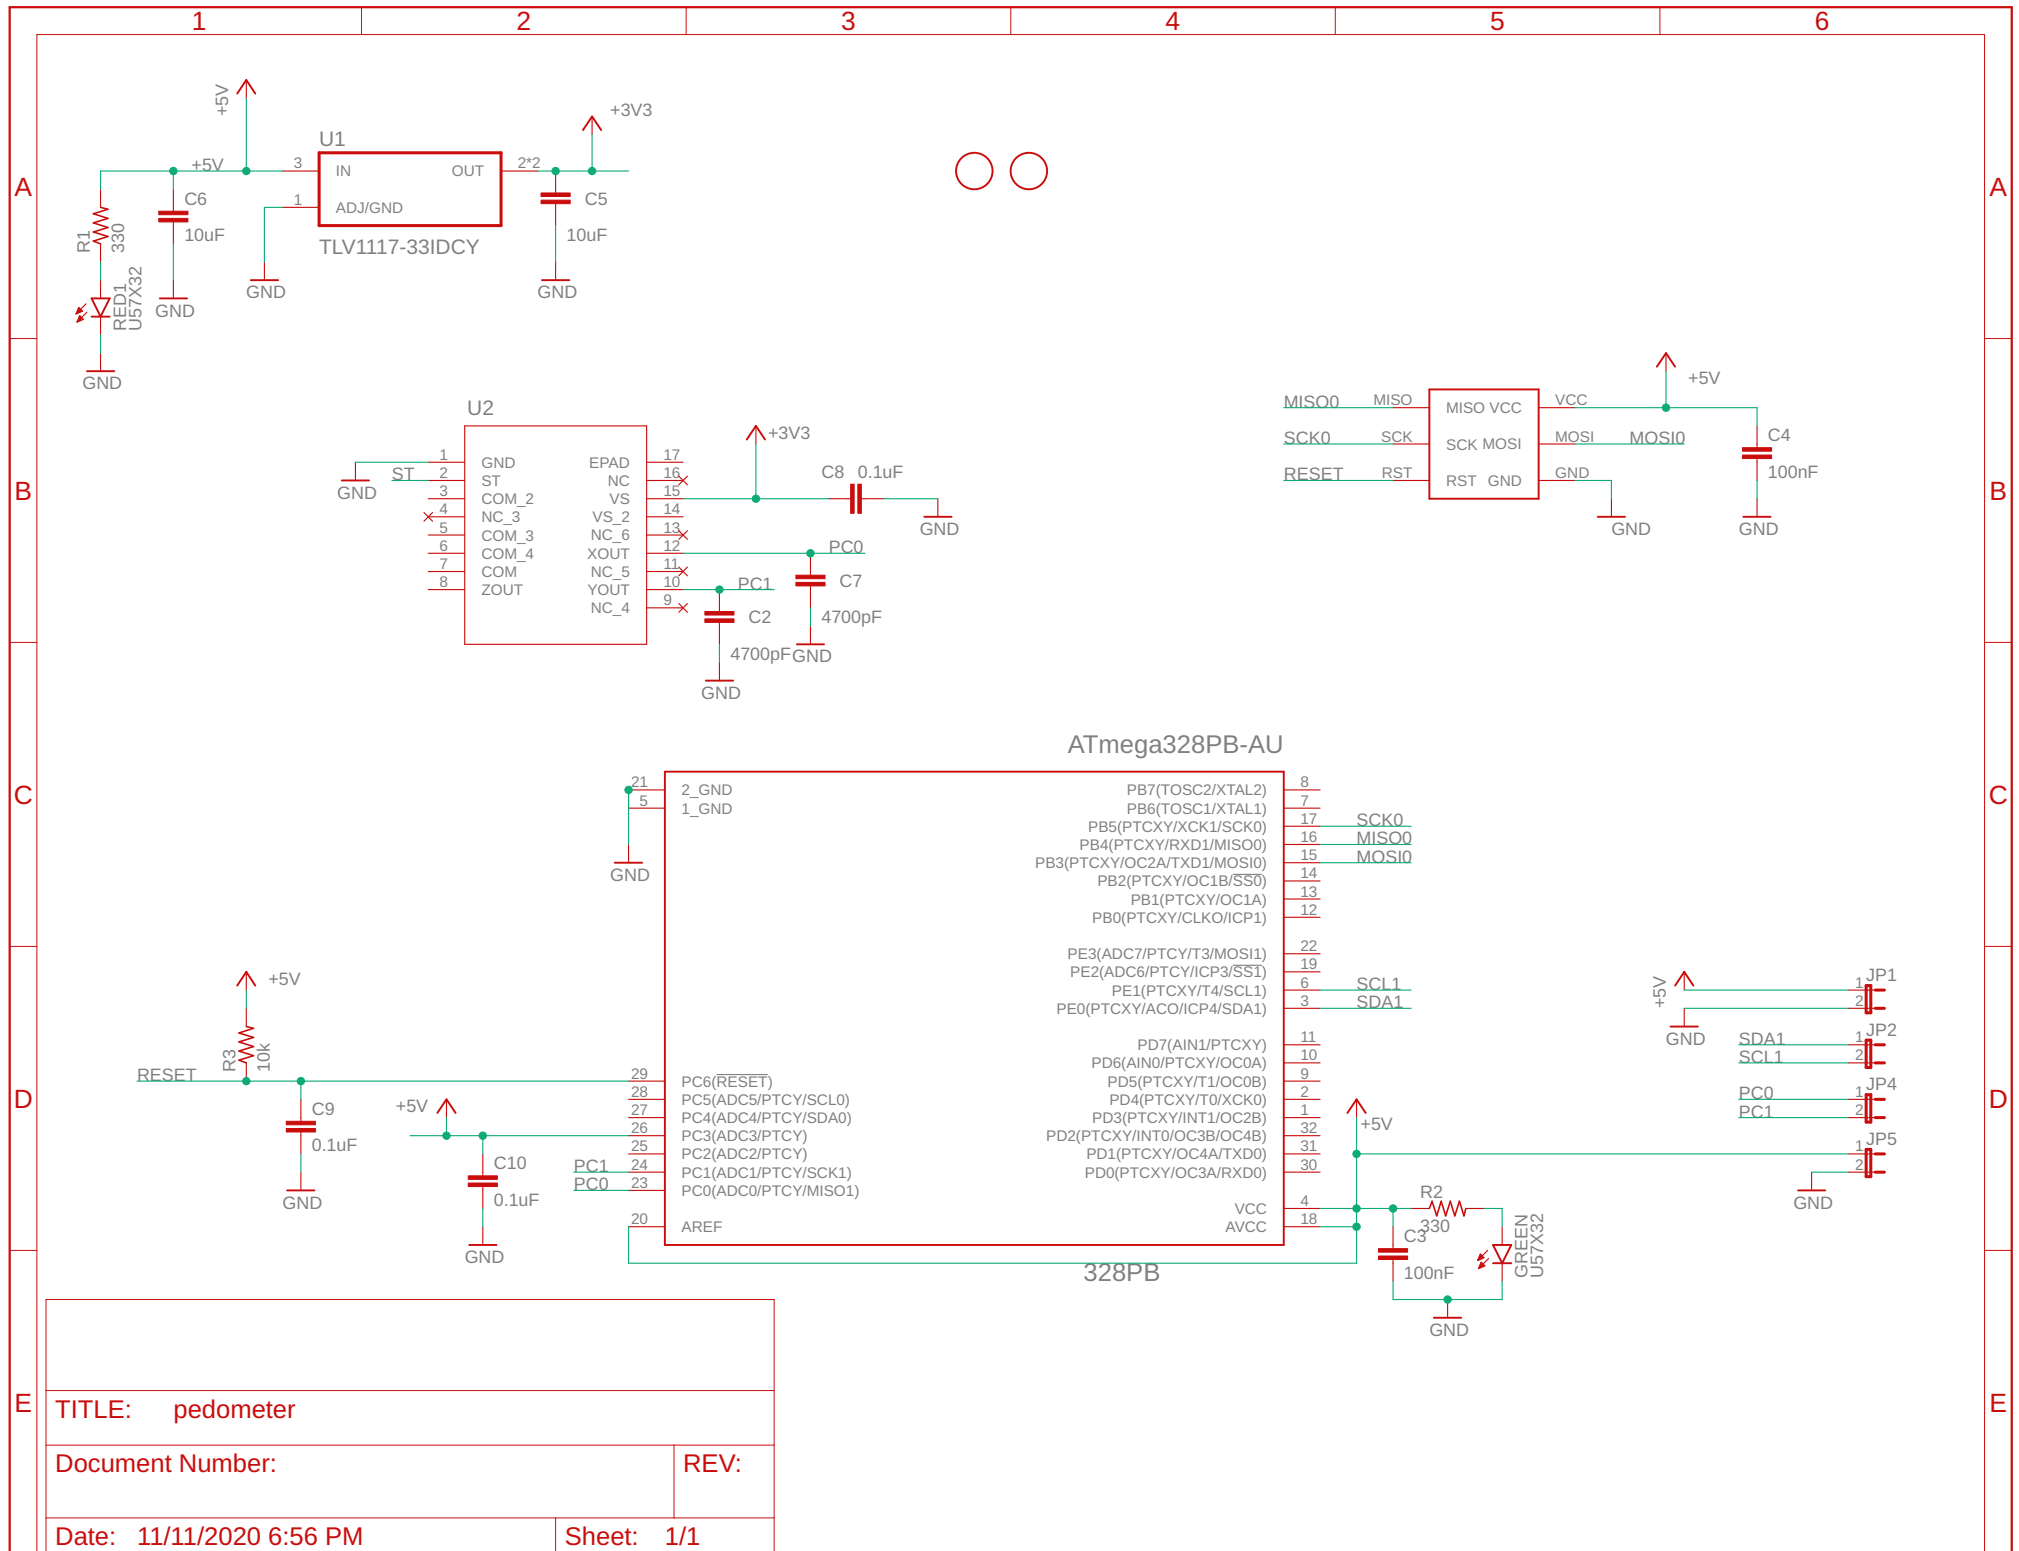 1 2 3 4 5 6
A A
B B
C C
D D
E E
+5V
+3V3
U1
+5V
3 IN OUT 2*2
1 ADJ/GND
TLV1117-33IDCY
C6
10uF
C5
10uF
R1
330
RED1
U57X32
GND
GND
GND
GND
U2
1 GND EPAD 17
ST 2 ST NC 16
3 COM_2 VS 15
4 NC_3 VS_2 14
5 COM_3 NC_6 13
6 COM_4 XOUT 12
7 COM NC_5 11
8 ZOUT YOUT 10
NC_4 9
GND
+3V3
C8 0.1uF
GND
PC0
C7
4700pF
GND
PC1
C2
4700pF
GND
+5V
MISO0 MISO MISO VCC VCC
SCK0 SCK SCK MOSI MOSI MOSI0
RESET RST RST GND GND
C4
100nF
GND
GND
ATmega328PB-AU
21 2_GND
5 1_GND
GND
PB7(TOSC2/XTAL2) 8
PB6(TOSC1/XTAL1) 7
PB5(PTCXY/XCK1/SCK0) 17 SCK0
PB4(PTCXY/RXD1/MISO0) 16 MISO0
PB3(PTCXY/OC2A/TXD1/MOSI0) 15 MOSI0
PB2(PTCXY/OC1B/SS0) 14
PB1(PTCXY/OC1A) 13
PB0(PTCXY/CLKO/ICP1) 12
PE3(ADC7/PTCY/T3/MOSI1) 22
PE2(ADC6/PTCY/ICP3/SS1) 19
PE1(PTCXY/T4/SCL1) 6 SCL1
PE0(PTCXY/ACO/ICP4/SDA1) 3 SDA1
PD7(AIN1/PTCXY) 11
PD6(AIN0/PTCXY/OC0A) 10
PD5(PTCXY/T1/OC0B) 9
PD4(PTCXY/T0/XCK0) 2
PD3(PTCXY/INT1/OC2B) 1
PD2(PTCXY/INT0/OC3B/OC4B) 32
PD1(PTCXY/OC4A/TXD0) 31
PD0(PTCXY/OC3A/RXD0) 30
VCC 4
AVCC 18
+5V
R3
10k
RESET
29 PC6(RESET)
28 PC5(ADC5/PTCY/SCL0)
27 PC4(ADC4/PTCY/SDA0)
26 PC3(ADC3/PTCY)
25 PC2(ADC2/PTCY)
PC1 24 PC1(ADC1/PTCY/SCK1)
PC0 23 PC0(ADC0/PTCY/MISO1)
20 AREF
C9
0.1uF
GND
+5V
C10
0.1uF
GND
328PB
+5V
R2
330
C3
100nF
GREEN
U57X32
GND
+5V
1 JP1
2
GND
JP2
SDA1 1
SCL1 2
JP4
PC0 1
PC1 2
JP5
1
2
GND
TITLE: pedometer
Document Number:
REV:
Date: 11/11/2020 6:56 PM
Sheet: 1/1